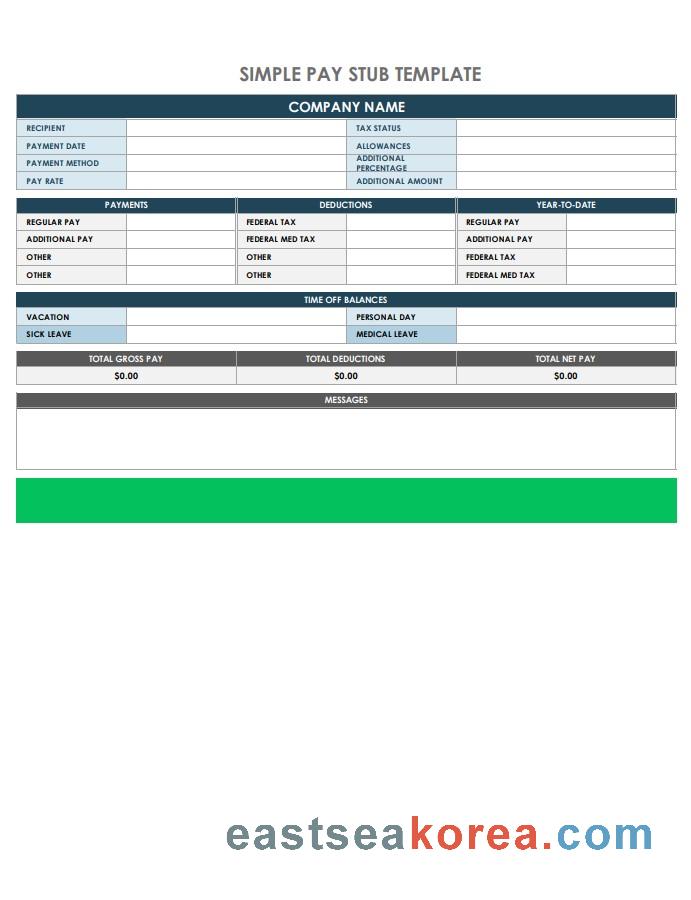 SIMPLE PAY STUB TEMPLATE
COMPANY NAME
RECIPIENT TAX STATUS
PAYMENT DATE ALLOWANCES
PAYMENT METHOD ADDITIONAL PERCENTAGE
PAY RATE ADDITIONAL AMOUNT
PAYMENTS DEDUCTIONS YEAR-TO-DATE
REGULAR PAY FEDERAL TAX REGULAR PAY
ADDITIONAL PAY FEDERAL MED TAX ADDITIONAL PAY
OTHER OTHER FEDERAL TAX
OTHER OTHER FEDERAL MED TAX
TIME OFF BALANCES
VACATION PERSONAL DAY
SICK LEAVE MEDICAL LEAVE
TOTAL GROSS PAY TOTAL DEDUCTIONS TOTAL NET PAY
$0.00 $0.00 $0.00
MESSAGES
eastseakorea.com